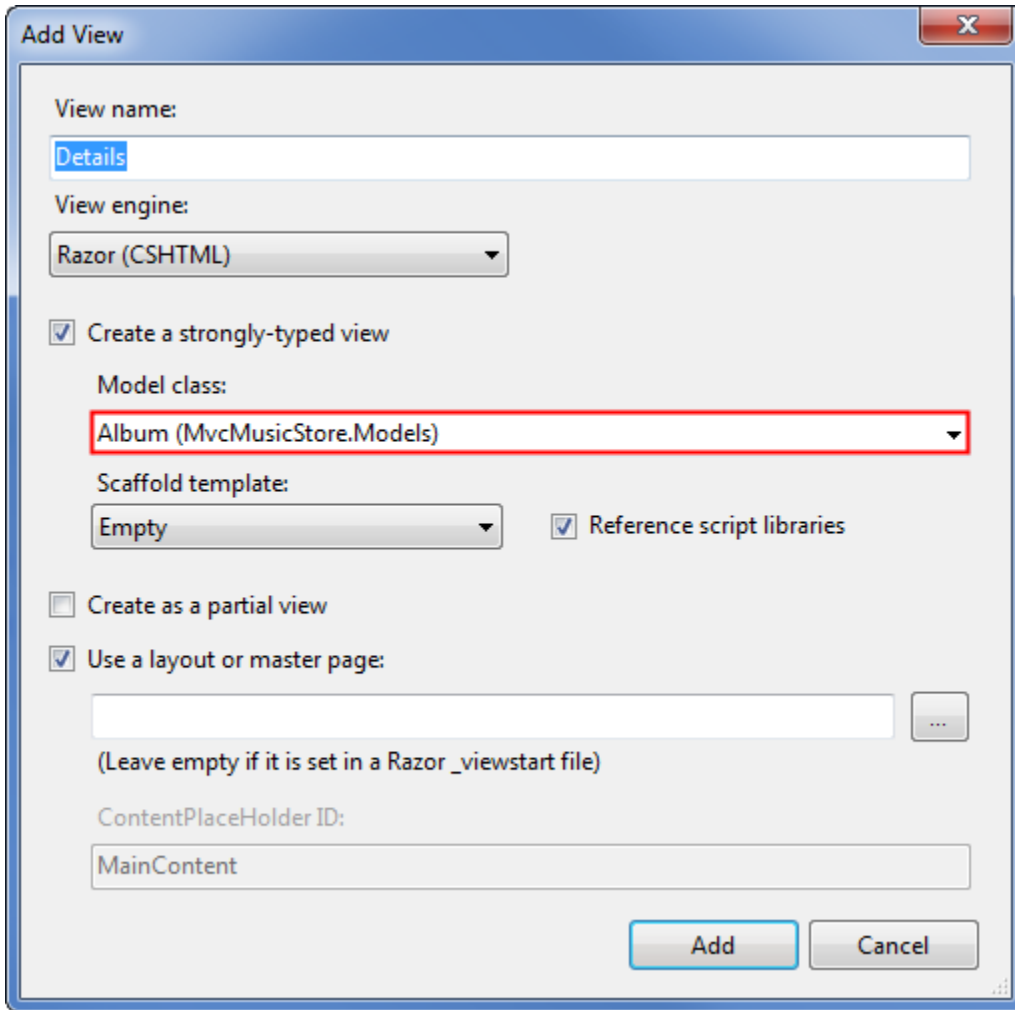 Add View
View name:
Details
View engine:
Razor (CSHTML)
Create a strongly-typed view
Model class:
Album (MvcMusicStore.Models)
Scaffold template:
Empty
Reference script libraries
Create as a partial view
Use a layout or master page:
...
(Leave empty if it is set in a Razor _viewstart file)
ContentPlaceHolder ID:
MainContent
Add
Cancel